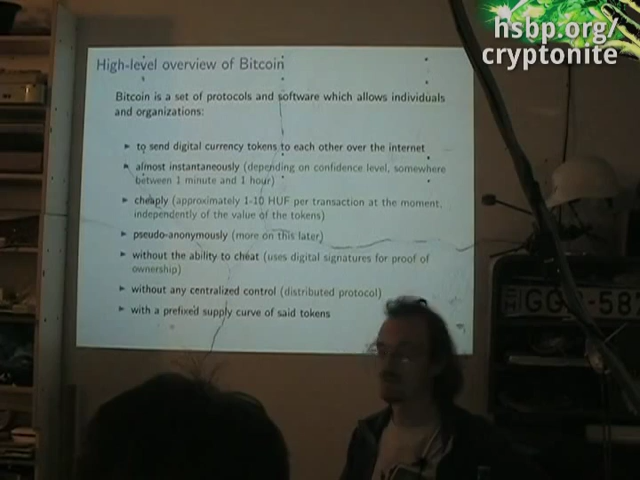 hsbp.org/
cryptonite
High-level overview of Bitcoin
Bitcoin is a set of protocols and software which allows individuals
and organizations:
to send digital currency tokens to each other over the internet
almost instantaneously (depending on confidence level, somewhere
between 1 minute and 1 hour)
cheaply (approximately 1-10 HUF per transaction at the moment,
independently of the value of the tokens)
pseudo-anonymously (more on this later)
without the ability to cheat (uses digital signatures for proof of
ownership)
without any centralized control (distributed protocol)
with a prefixed supply curve of said tokens